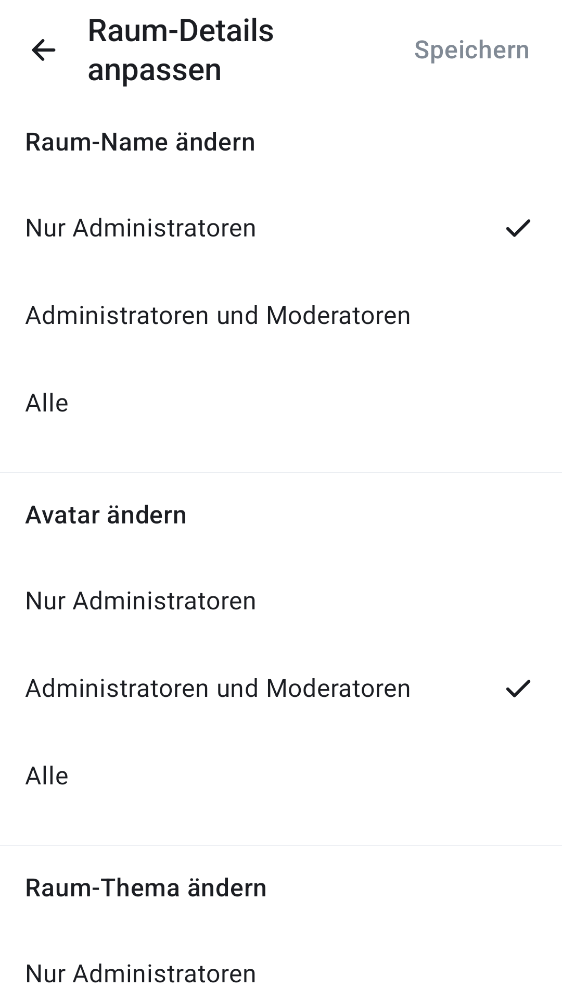 Raum-Details
anpassen
Speichern
Raum-Name ändern
Nur Administratoren
Administratoren und Moderatoren
Alle
Avatar ändern
Nur Administratoren
Administratoren und Moderatoren
Alle
Raum-Thema ändern
Nur Administratoren